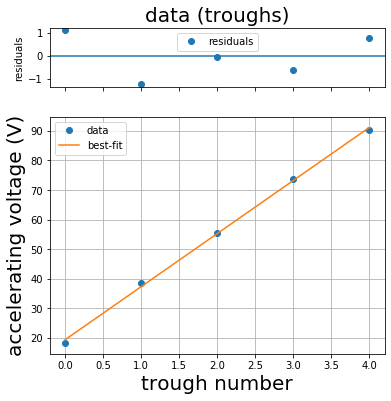 data (troughs)
residuals
1
0
−1
residuals
accelerating voltage (V)
90
80
70
60
50
40
30
20
data
best-fit
0.0 0.5 1.0 1.5 2.0 2.5 3.0 3.5 4.0
trough number